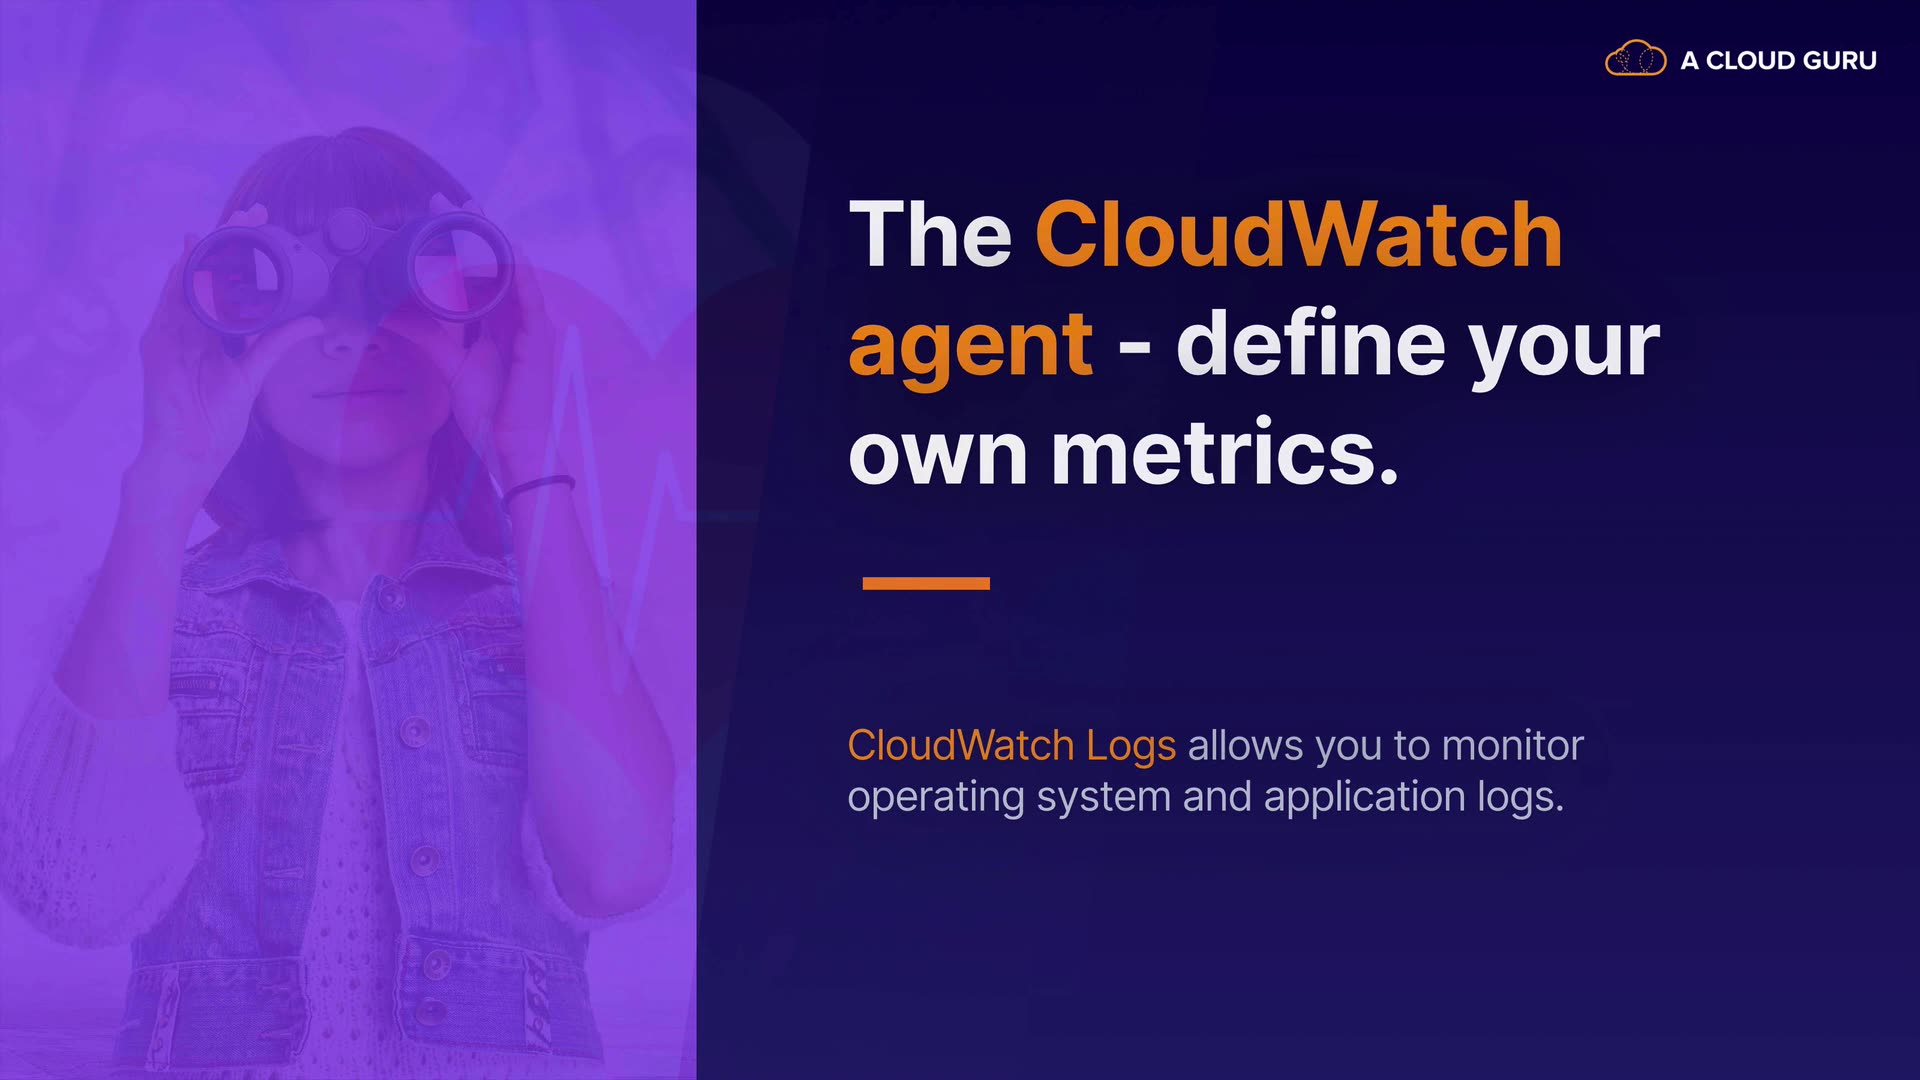 A CLOUD GURU
The CloudWatch
agent - define your
own metrics.
CloudWatch Logs allows you to monitor
operating system and application logs.